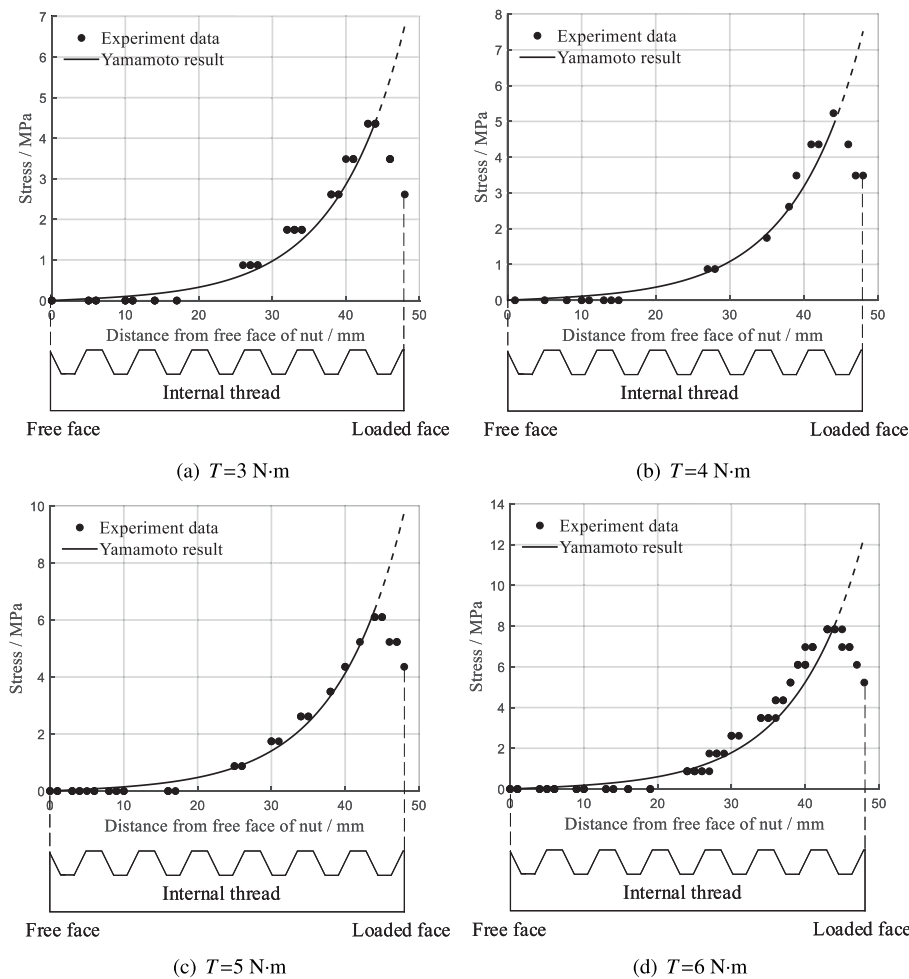 7
6
5
4
3
2
1
0
Stress / MPa
Experiment data
Yamamoto result
0 10 20 30 40 50
Distance from free face of nut / mm
Internal thread
Free face Loaded face
(a) T=3 N·m
8
7
6
5
4
3
2
1
0
Stress / MPa
Experiment data
Yamamoto result
0 10 20 30 40 50
Distance from free face of nut / mm
Internal thread
Free face Loaded face
(b) T=4 N·m
10
8
6
4
2
0
Stress / MPa
Experiment data
Yamamoto result
0 10 20 30 40 50
Distance from free face of nut / mm
Internal thread
Free face Loaded face
(c) T=5 N·m
14
12
10
8
6
4
2
0
Stress / MPa
Experiment data
Yamamoto result
0 10 20 30 40 50
Distance from free face of nut / mm
Internal thread
Free face Loaded face
(d) T=6 N·m